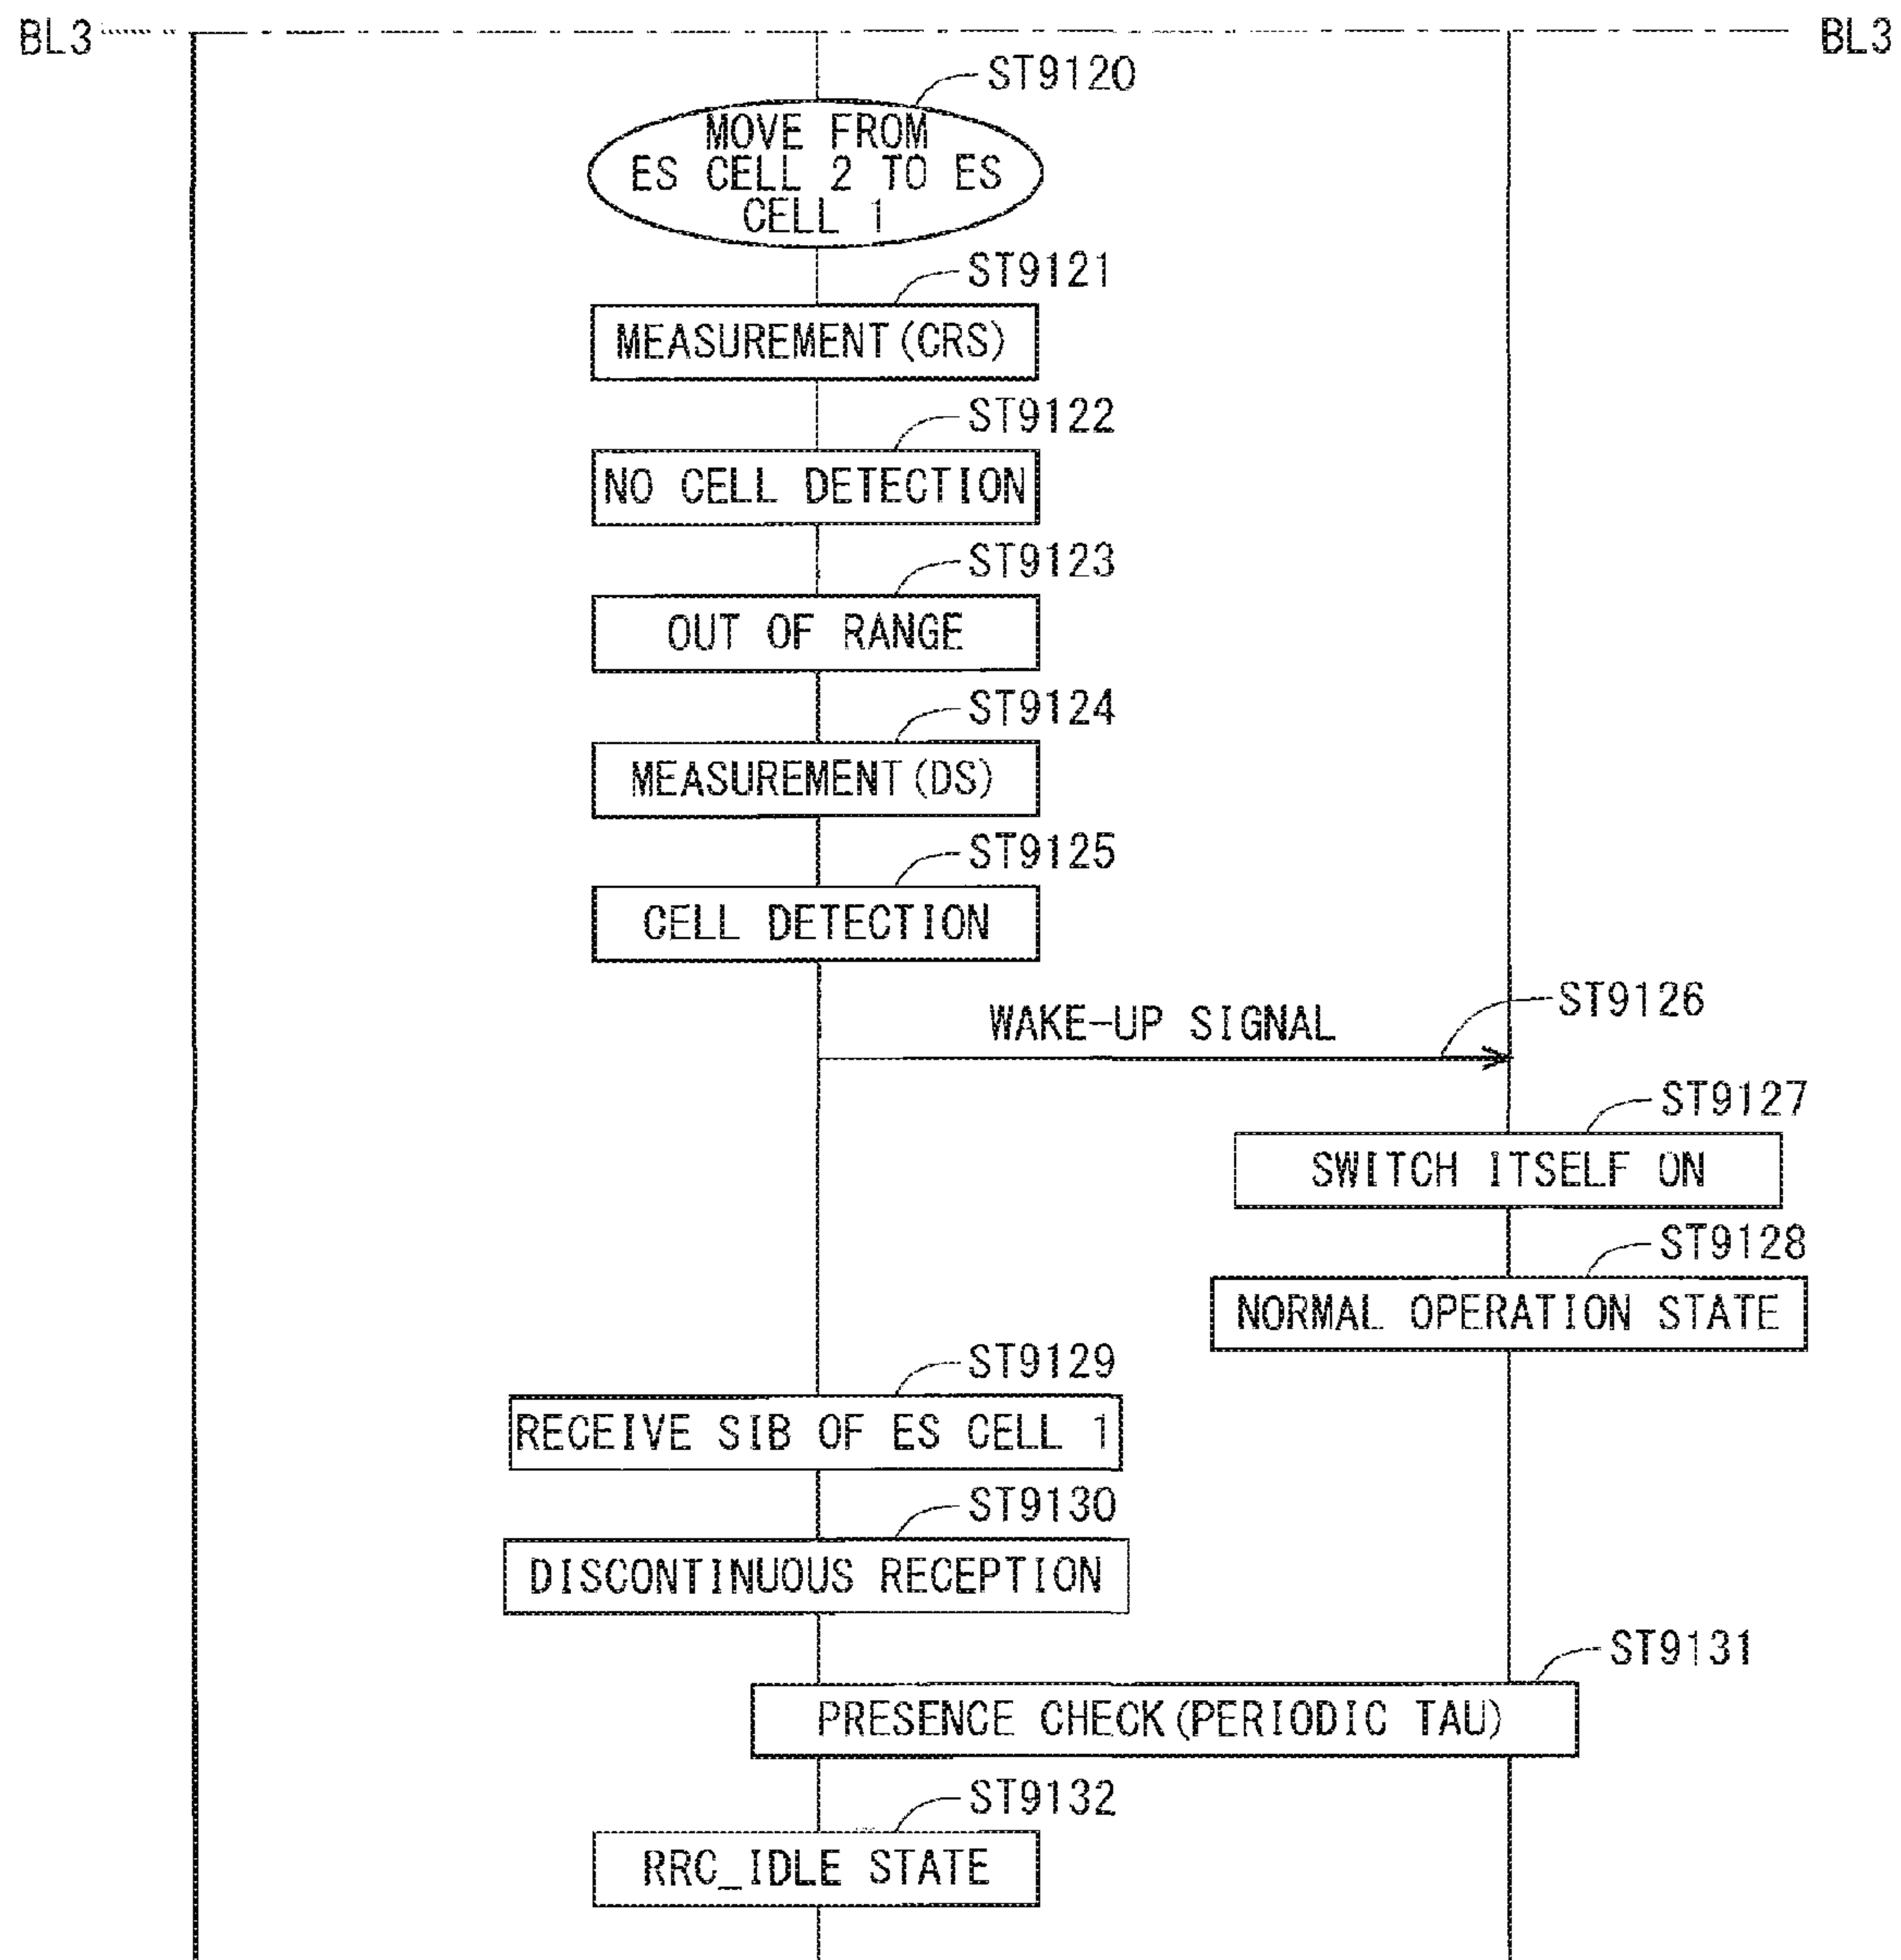 BL3 BL3
ST9120
MOVE FROM
ES CELL 2 TO ES
CELL 1
ST9121
MEASUREMENT(CRS)
ST9122
NO CELL DETECTION
ST9123
OUT OF RANGE
ST9124
MEASUREMENT(DS)
ST9125
CELL DETECTION
ST9126
WAKE-UP SIGNAL
ST9127
SWITCH ITSELF ON
ST9128
NORMAL OPERATION STATE
ST9129
RECEIVE SIB OF ES CELL 1
ST9130
DISCONTINUOUS RECEPTION
ST9131
PRESENCE CHECK(PERIODIC TAU)
ST9132
RRC_IDLE STATE